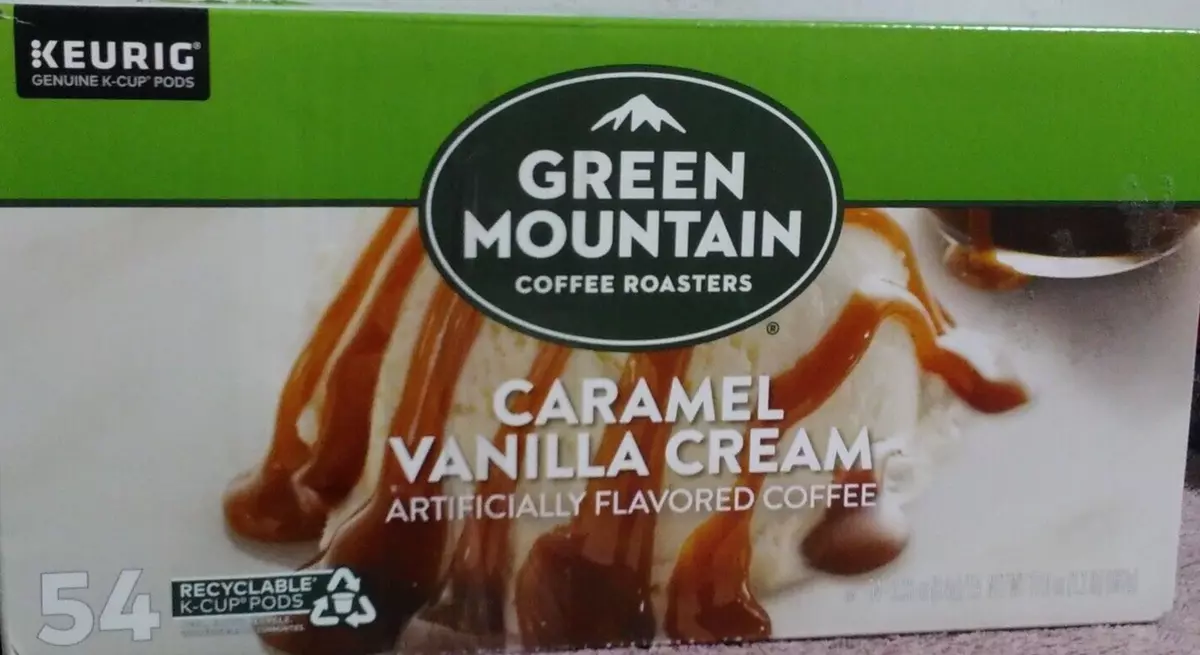 KEURIG®
GENUINE K-CUP® PODS
GREEN
MOUNTAIN
COFFEE ROASTERS
®
CARAMEL
VANILLA CREAM
ARTIFICIALLY FLAVORED COFFEE
54
RECYCLABLE*
K-CUP® PODS